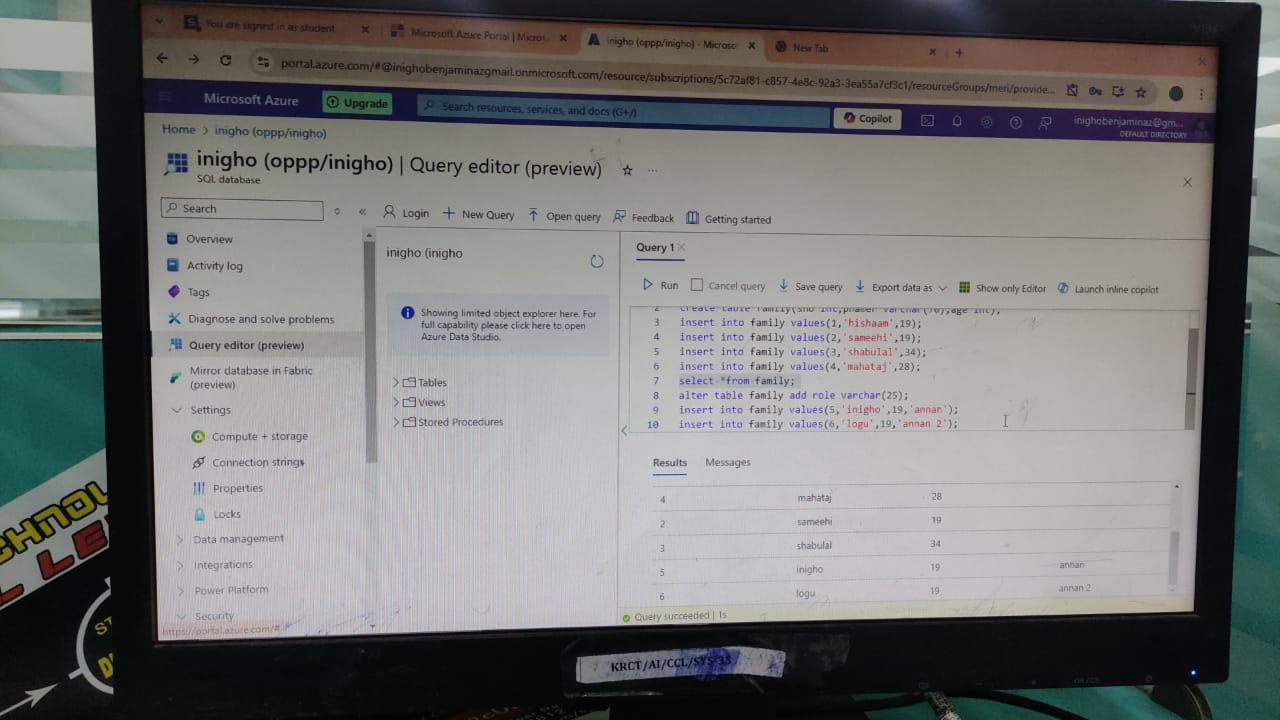 You are signed in as student
Microsoft Azure Portal | Micros
inigho (oppp/inigho) - Microso
New Tab
portal.azure.com/#@inighobenjaminazgmail.onmicrosoft.com/resource/subscriptions/5c72af81-c857-4e8c-92a3-3ea55a7cf3c1/resourceGroups/meri/provide...
Microsoft Azure
Upgrade
Search resources, services, and docs (G+/)
Copilot
inighobenjaminaz@gm...
DEFAULT DIRECTORY
Home > inigho (oppp/inigho)
inigho (oppp/inigho) | Query editor (preview)
SQL database
Search
Login
New Query
Open query
Feedback
Getting started
Overview
Activity log
Tags
Diagnose and solve problems
Query editor (preview)
Mirror database in Fabric
(preview)
Settings
Compute + storage
Connection strings
Properties
Locks
Data management
Integrations
Power Platform
Security
https://portal.azure.com/#
inigho (inigho
Showing limited object explorer here. For
full capability please click here to open
Azure Data Studio.
Tables
Views
Stored Procedures
Query 1
Run
Cancel query
Save query
Export data as
Show only Editor
Launch inline copilot
2 create table family(sno int, varchar(70),age int);
3 insert into family values(1,'hishaam',19);
4 insert into family values(2,'sameehi',19);
5 insert into family values(3,'shabulal',34);
6 insert into family values(4,'mahataj',28);
7 select *from family;
8 alter table family add role varchar(25);
9 insert into family values(5,'inigho',19,'annan');
10 insert into family values(6,'logu',19,'annan 2');
Results Messages
4 mahataj 28
2 sameehi 19
3 shabulal 34
5 inigho 19 annan
6 logu 19 annan 2
Query succeeded | 1s
KRCT/AI/CCL/SYS-33